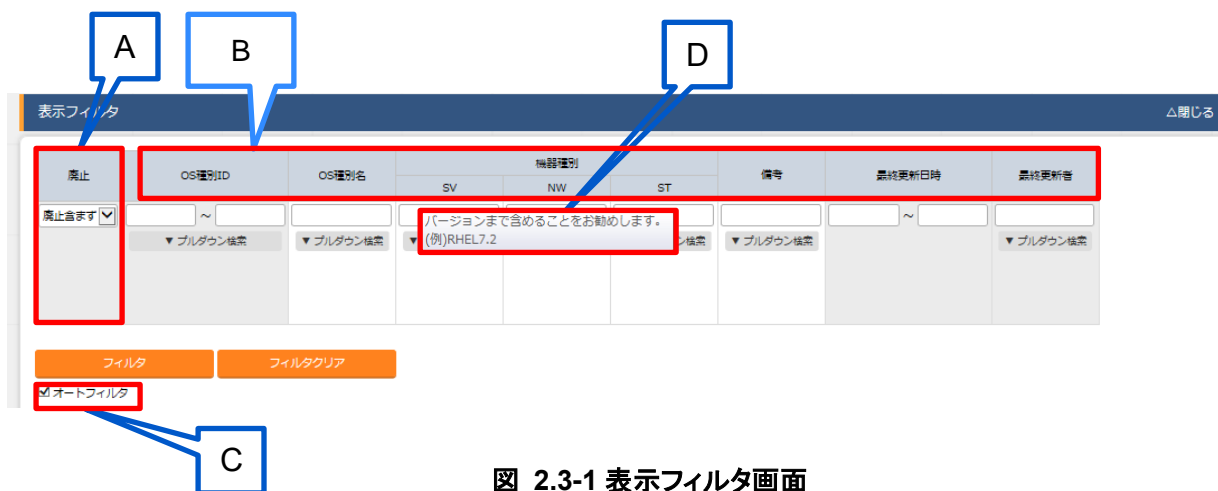 A
B
D
表示フィルタ
△閉じる
廃止
OS種別ID
OS種別名
機器種別
SV
NW
ST
備考
最終更新日時
最終更新者
廃止含まず
~
~
▼ プルダウン検索
▼ プルダウン検索
▼
バージョンまで含めることをお勧めします。
(例)RHEL7.2
ン検索
▼ プルダウン検索
▼ プルダウン検索
フィルタ
フィルタクリア
オートフィルタ
C
図 2.3-1 表示フィルタ画面